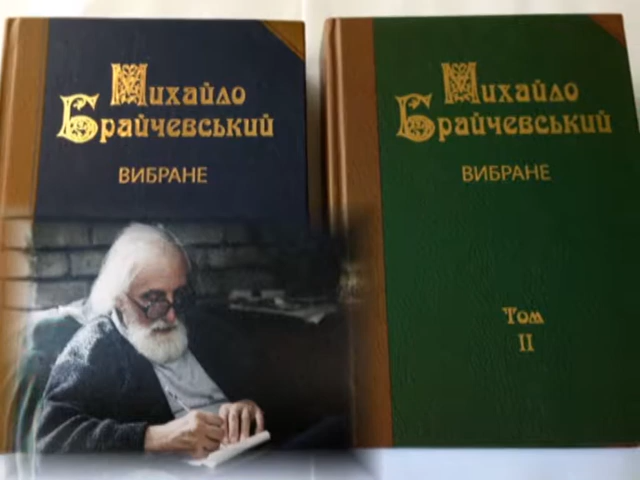 Михайло
Брайчевський
ВИБРАНЕ
Михайло
Брайчевський
ВИБРАНЕ
Том
II